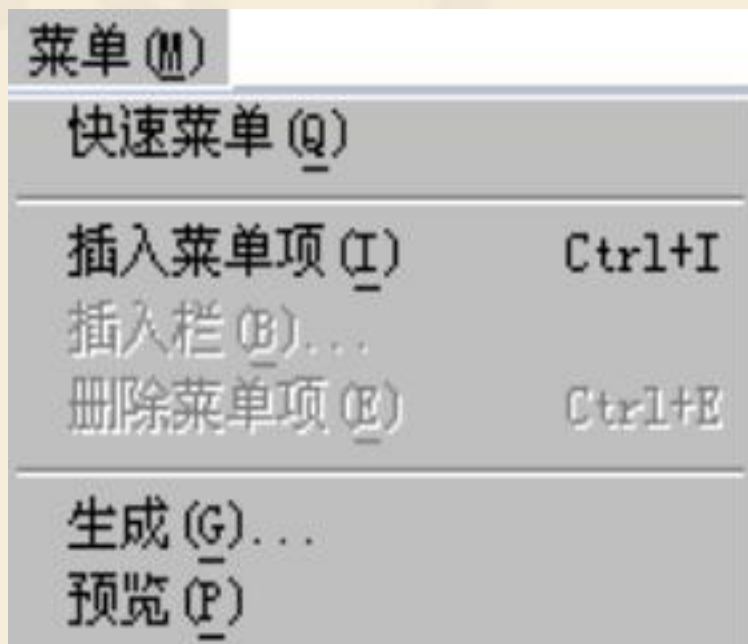 菜单(M)
快速菜单(Q)
插入菜单项(I) Ctrl+I
插入栏(B)...
删除菜单项(E) Ctrl+E
生成(G)...
预览(P)